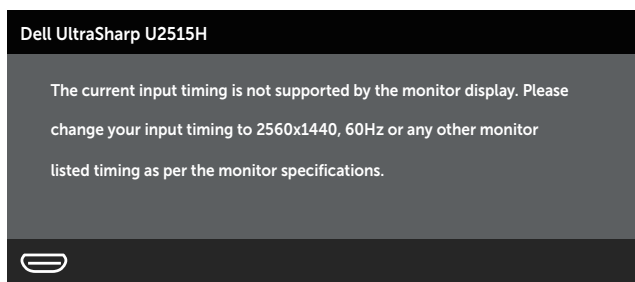 Dell UltraSharp U2515H
The current input timing is not supported by the monitor display. Please
change your input timing to 2560x1440, 60Hz or any other monitor
listed timing as per the monitor specifications.